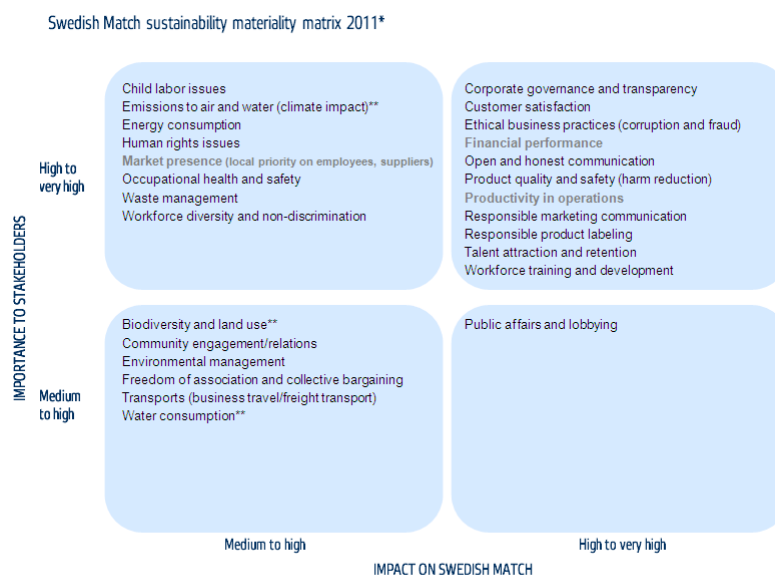 Swedish Match sustainability materiality matrix 2011*
IMPORTANCE TO STAKEHOLDERS
High to
very high
Child labor issues
Emissions to air and water (climate impact)**
Energy consumption
Human rights issues
Market presence (local priority on employees, suppliers)
Occupational health and safety
Waste management
Workforce diversity and non-discrimination
Corporate governance and transparency
Customer satisfaction
Ethical business practices (corruption and fraud)
Financial performance
Open and honest communication
Product quality and safety (harm reduction)
Productivity in operations
Responsible marketing communication
Responsible product labeling
Talent attraction and retention
Workforce training and development
Medium
to high
Biodiversity and land use**
Community engagement/relations
Environmental management
Freedom of association and collective bargaining
Transports (business travel/freight transport)
Water consumption**
Public affairs and lobbying
Medium to high
High to very high
IMPACT ON SWEDISH MATCH